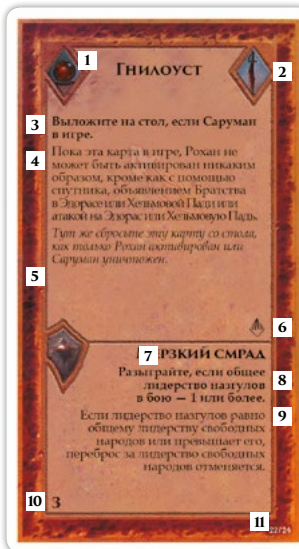 1
Гнилоуст
2
3
Выложите на стол, если Саруман
в игре.
4
Пока эта карта в игре, Рохан не
может быть активирован никаким
образом, кроме как с помощью
спутника, объявлением Братства
в Эдорасе или Хельмовой Пади или
атакой на Эдорас или Хельмовую Падь.
Тут же сбросьте эту карту со стола,
как только Рохан активирован или
Саруман уничтожен.
5
6
7
ЕРЗКИЙ СМРАД
Разыграйте, если общее
лидерство назгулов
в бою — 1 или более.
8
Если лидерство назгулов равно
общему лидерству свободных
народов или превышает его,
переброс за лидерство свободных
народов отменяется.
9
10
3
11
22/24